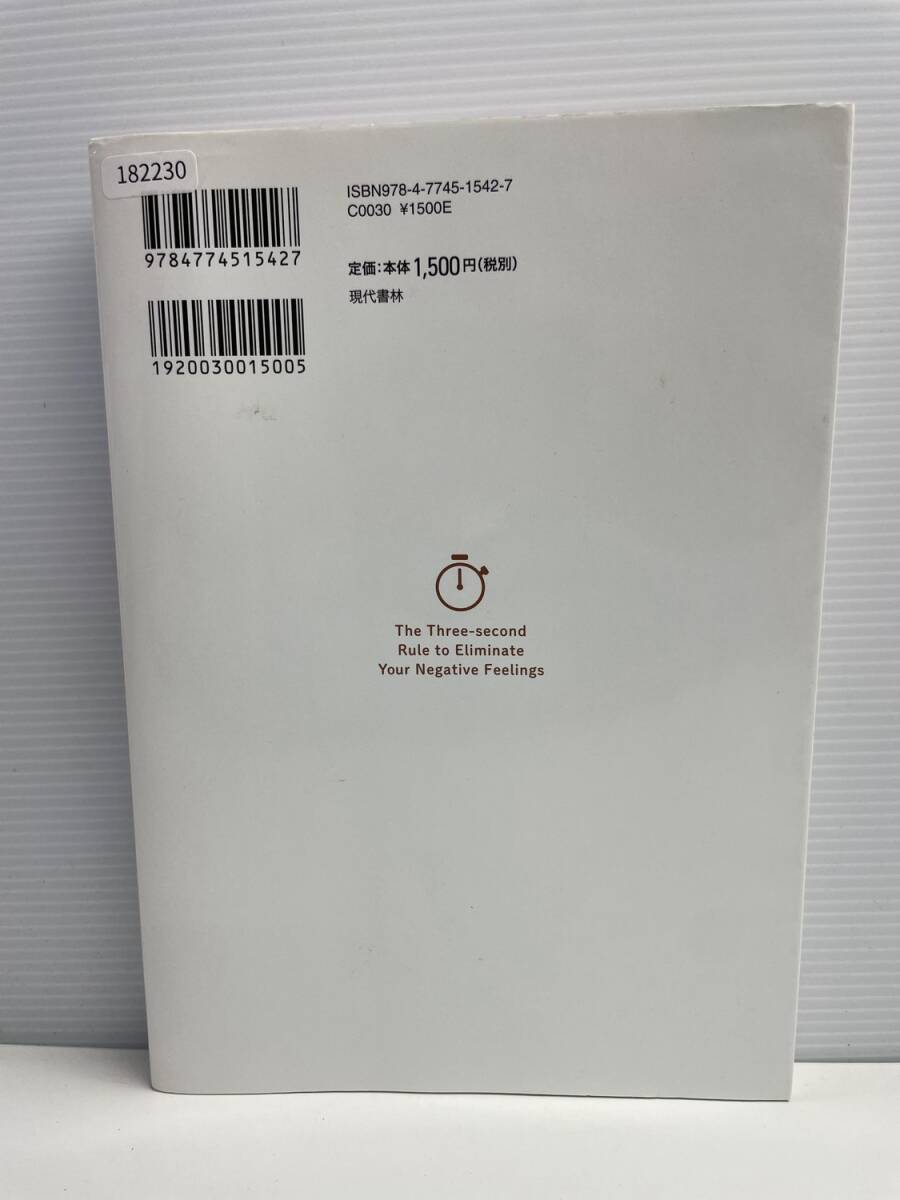 182230
ISBN978-4-7745-1542-7
C0030 ¥1500E
9784774515427
定価:本体1,500円(税別)
現代書林
1920030015005
The Three-second
Rule to Eliminate
Your Negative Feelings